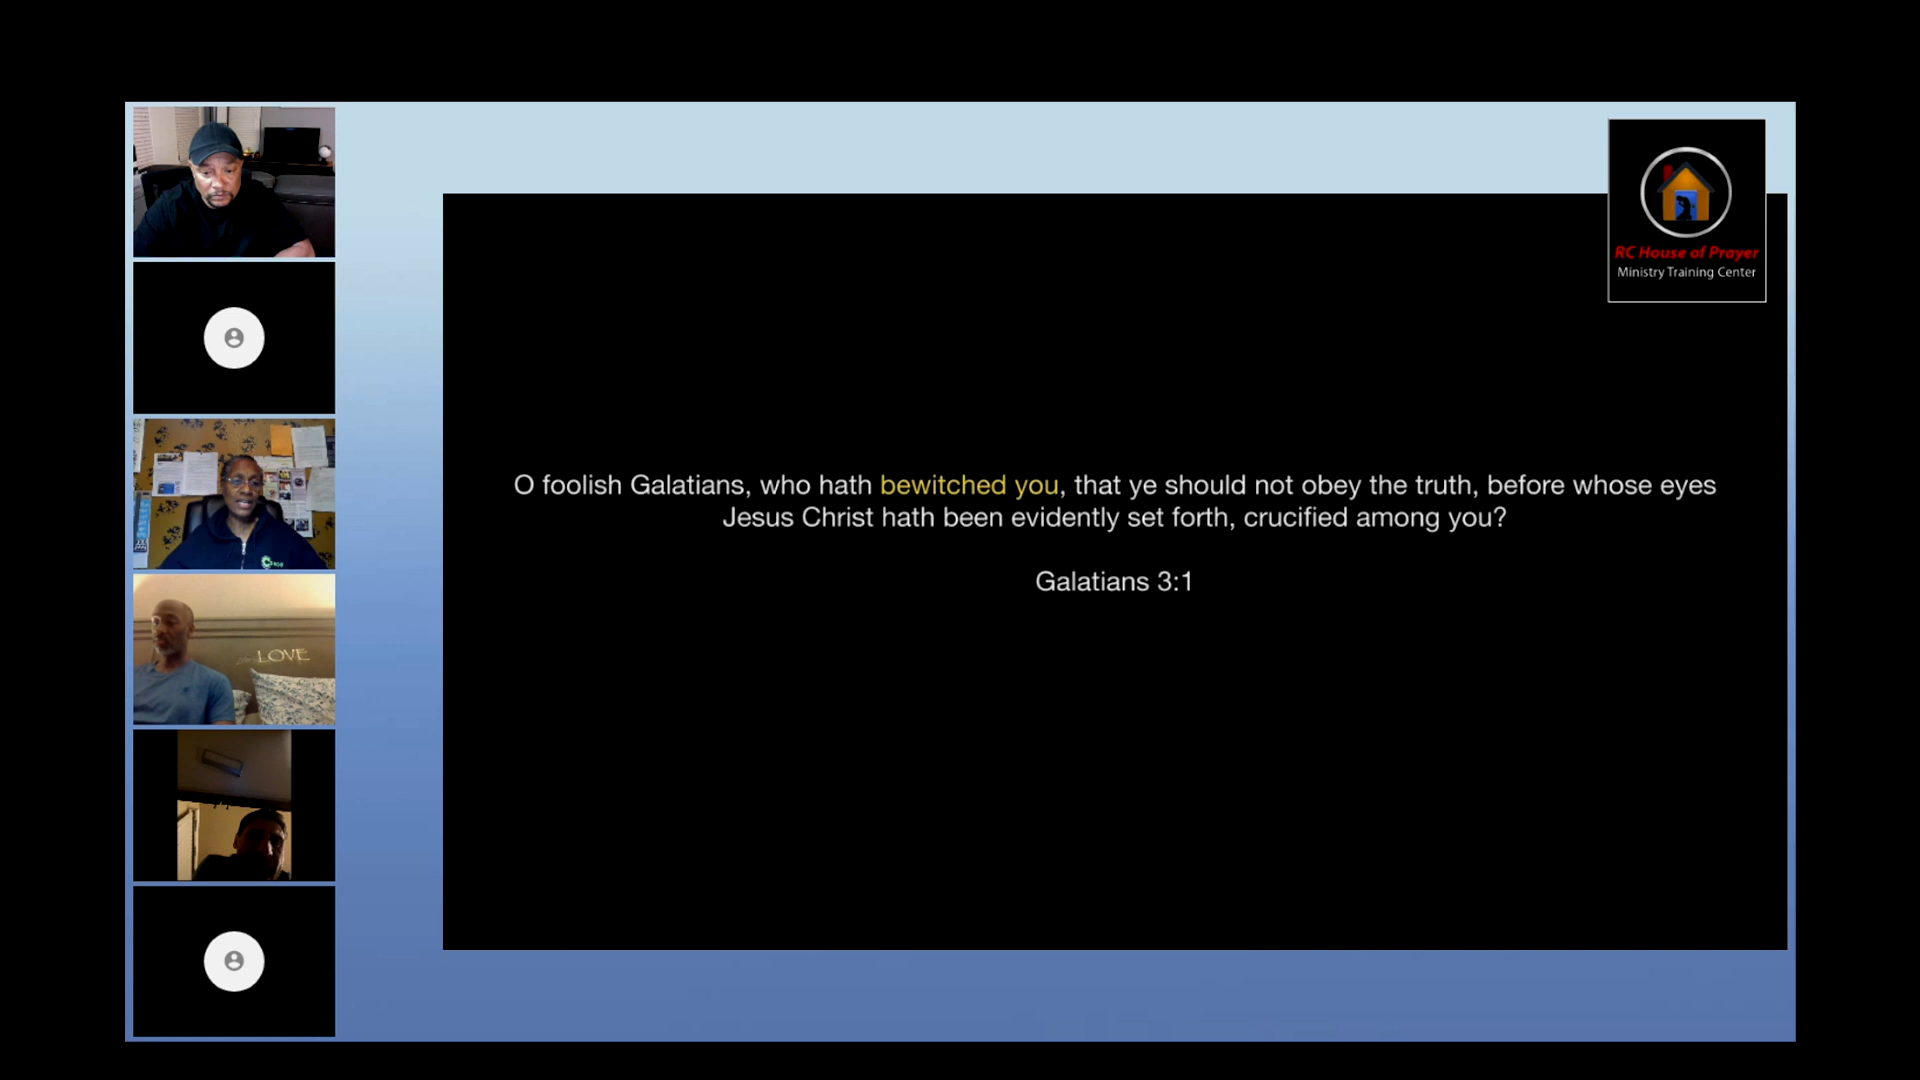 RC House of Prayer
Ministry Training Center
O foolish Galatians, who hath bewitched you, that ye should not obey the truth, before whose eyes
Jesus Christ hath been evidently set forth, crucified among you?
Galatians 3:1
LOVE